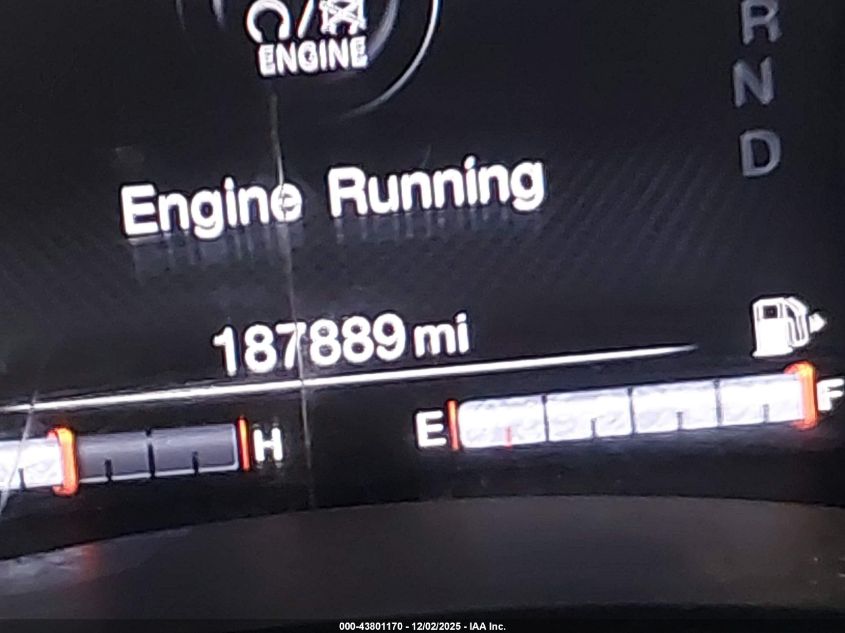 ENGINE
R
N
D
Engine Running
187889 mi
H
E
F
000-43801170 - 12/02/2025 - IAA Inc.